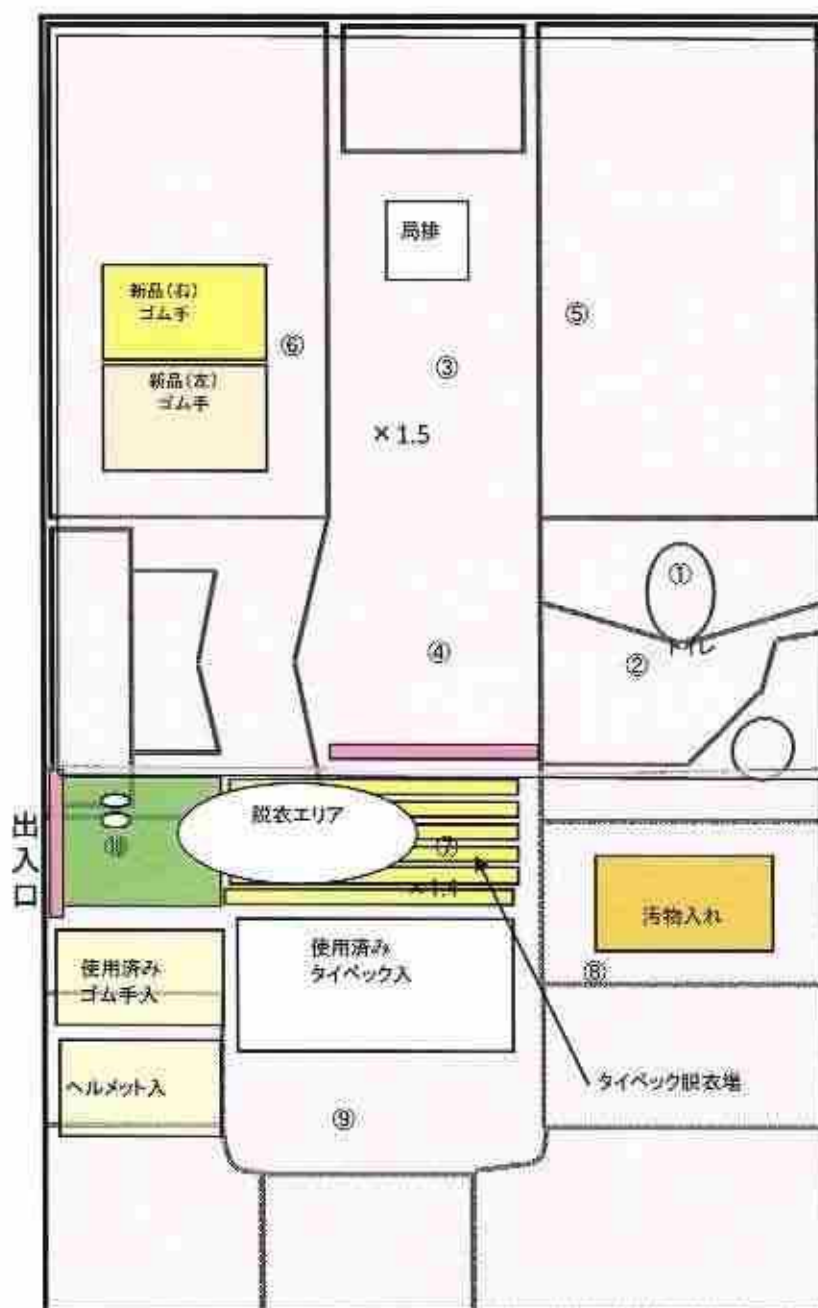 局排
新品(右)
ゴム手
⑥
新品(左)
ゴム手
⑤
③
× 1.5
①
トイレ
②
④
出入口
脱衣エリア
⑦
使用済み
ゴム手入
使用済み
タイベック入
汚物入れ
⑧
ヘルメット入
タイベック脱衣場
⑨